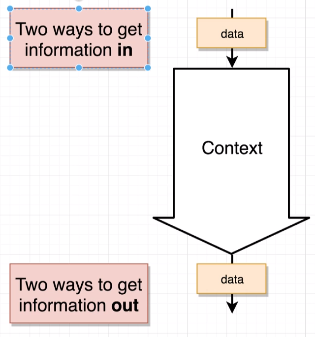 Two ways to get
information in
data
Context
data
Two ways to get
information out